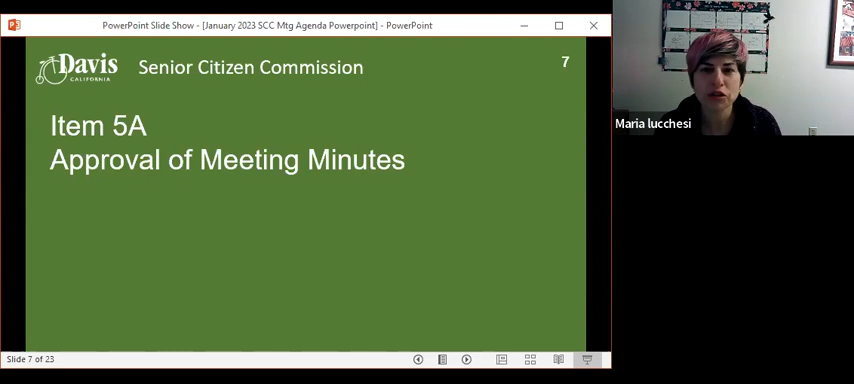 PowerPoint Slide Show - [January 2023 SCC Mtg Agenda Powerpoint] - PowerPoint
Davis
CALIFORNIA
Senior Citizen Commission
7
Item 5A
Approval of Meeting Minutes
Slide 7 of 23
Maria lucchesi